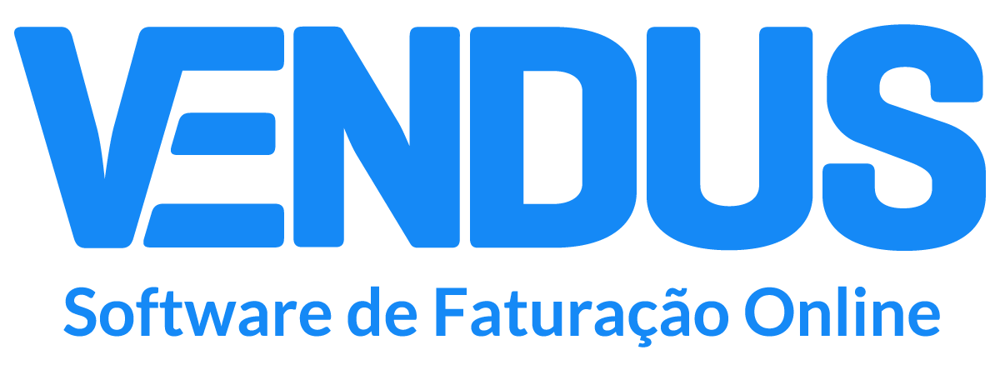 VENDUS
Software de Faturação Online